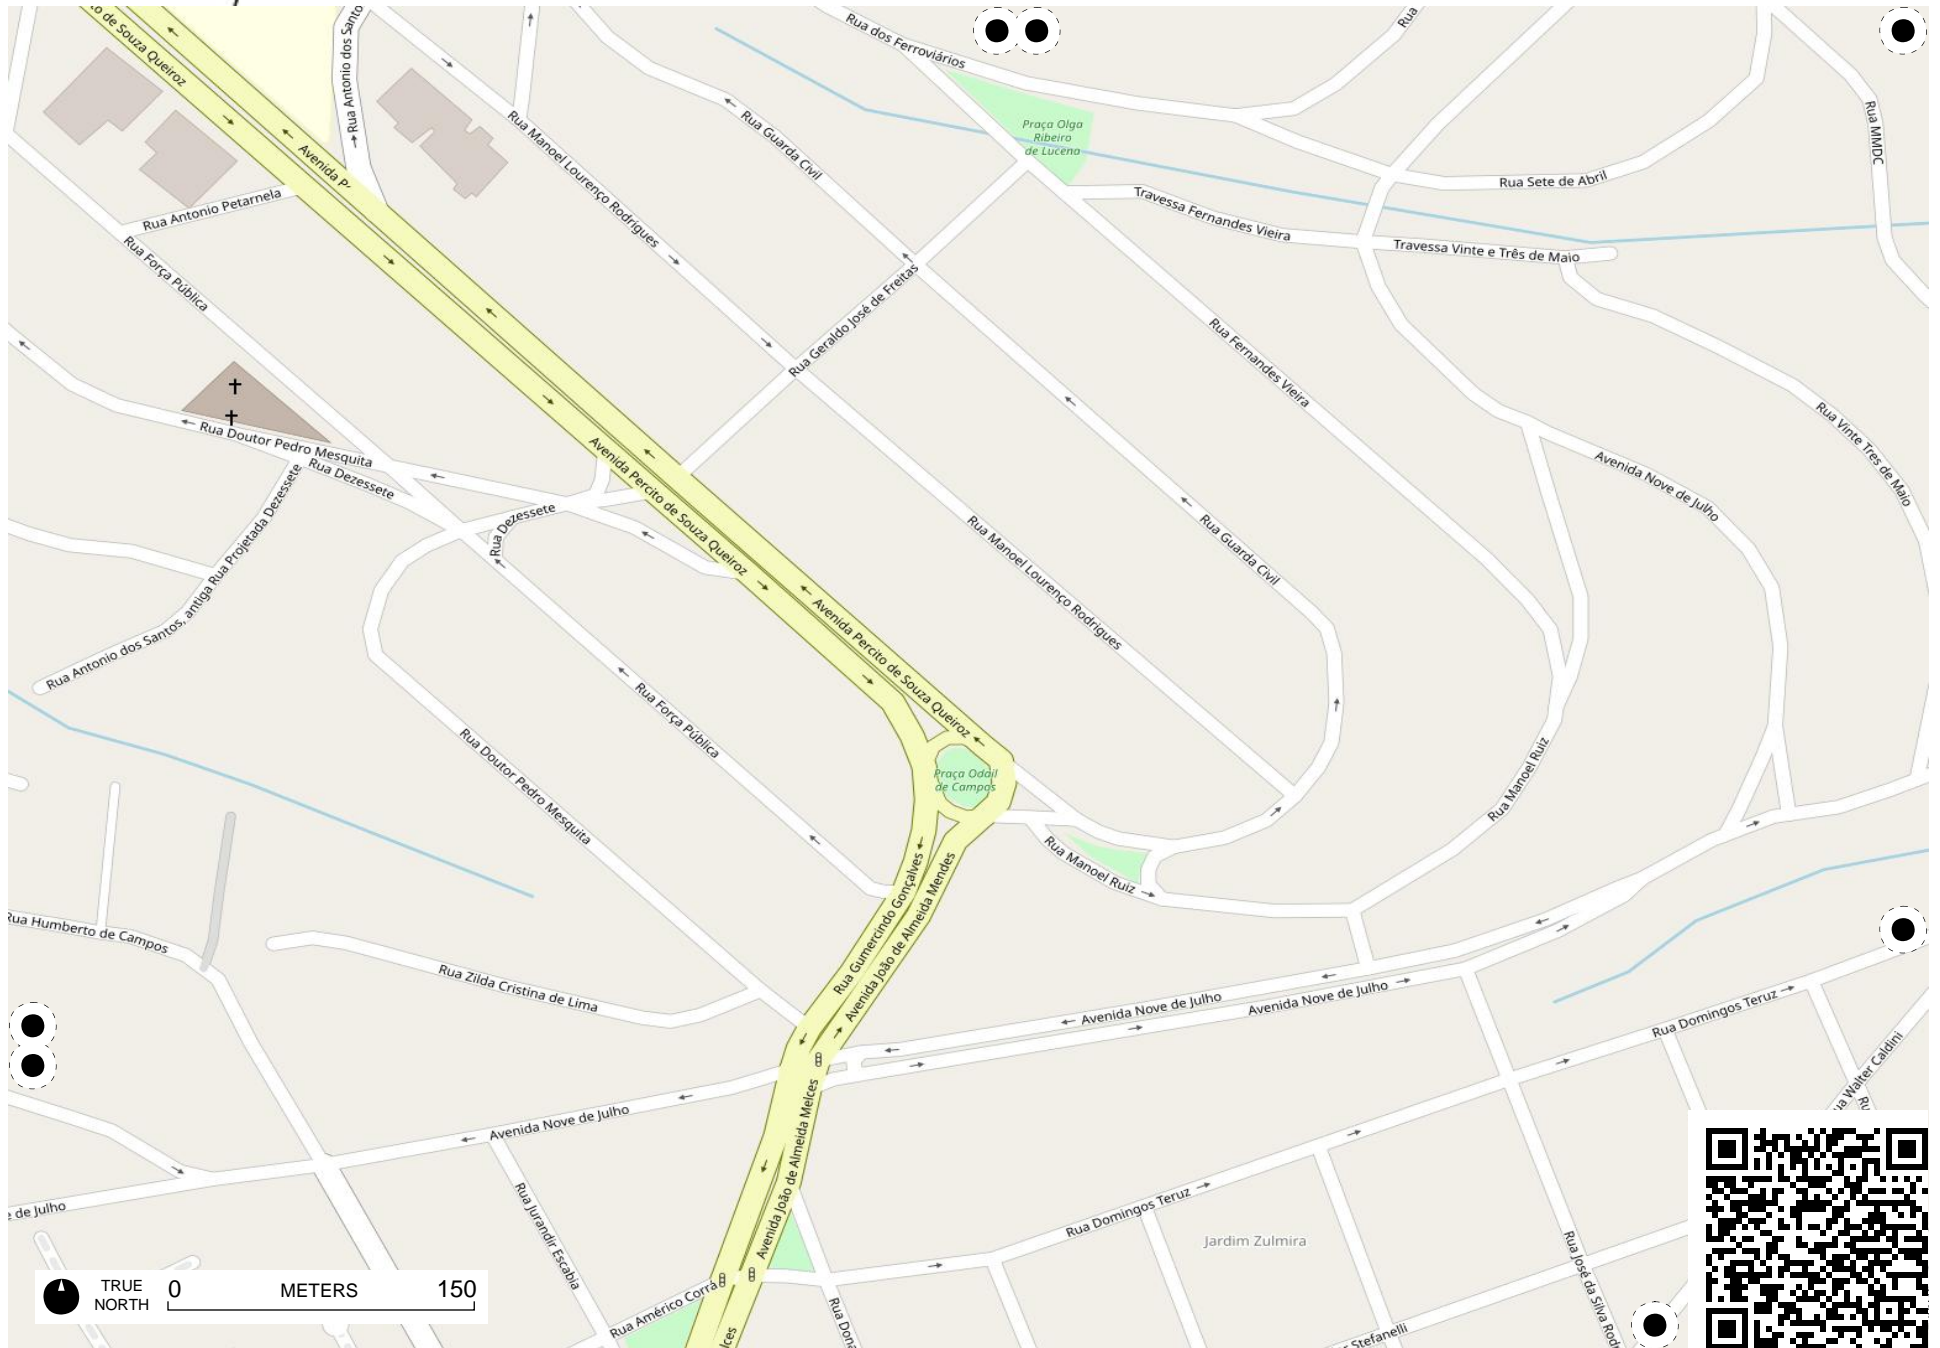 to de Souza Queiroz
Rua Antonio dos Santo
Rua dos Ferroviários
Rua
Rua Manoel Lourenço Rodrigues
Rua Guarda Civil
Praça Olga
Ribeiro
de Lucena
Rua MMDC
Rua Sete de Abril
Avenida P
Rua Antonio Petarnela
Travessa Fernandes Vieira
Travessa Vinte e Três de Maio
Rua Força Pública
Rua Geraldo José de Freitas
Rua Fernandes Vieira
Rua Vinte Tres de Maio
Rua Doutor Pedro Mesquita
Rua Dezessete
Avenida Percito de Souza Queiroz
Avenida Nove de Julho
Rua Dezessete
Rua Manoel Lourenço Rodrigues
Rua Guarda Civil
Rua Antonio dos Santos, antiga Rua Projetada Dezessete
Avenida Percito de Souza Queiroz
Rua Força Pública
Rua Doutor Pedro Mesquita
Praça Odail
de Campos
Rua Manoel Ruiz
Rua Manoel Ruiz
Rua Gumercindo Gonçalves
Avenida João de Almeida Mendes
Rua Humberto de Campos
Rua Zilda Cristina de Lima
Avenida Nove de Julho
Avenida Nove de Julho
Rua Domingos Teruz
ua Walter Caldini
Ru
Avenida Nove de Julho
Avenida João de Almeida Melces
e de Julho
Rua Jurandir Escabia
Rua Domingos Teruz
Jardim Zulmira
Rua José da Silva Rod
Rua Américo Corrá
Rua Dona
Stefanelli
lces
TRUE
NORTH
0 METERS 150